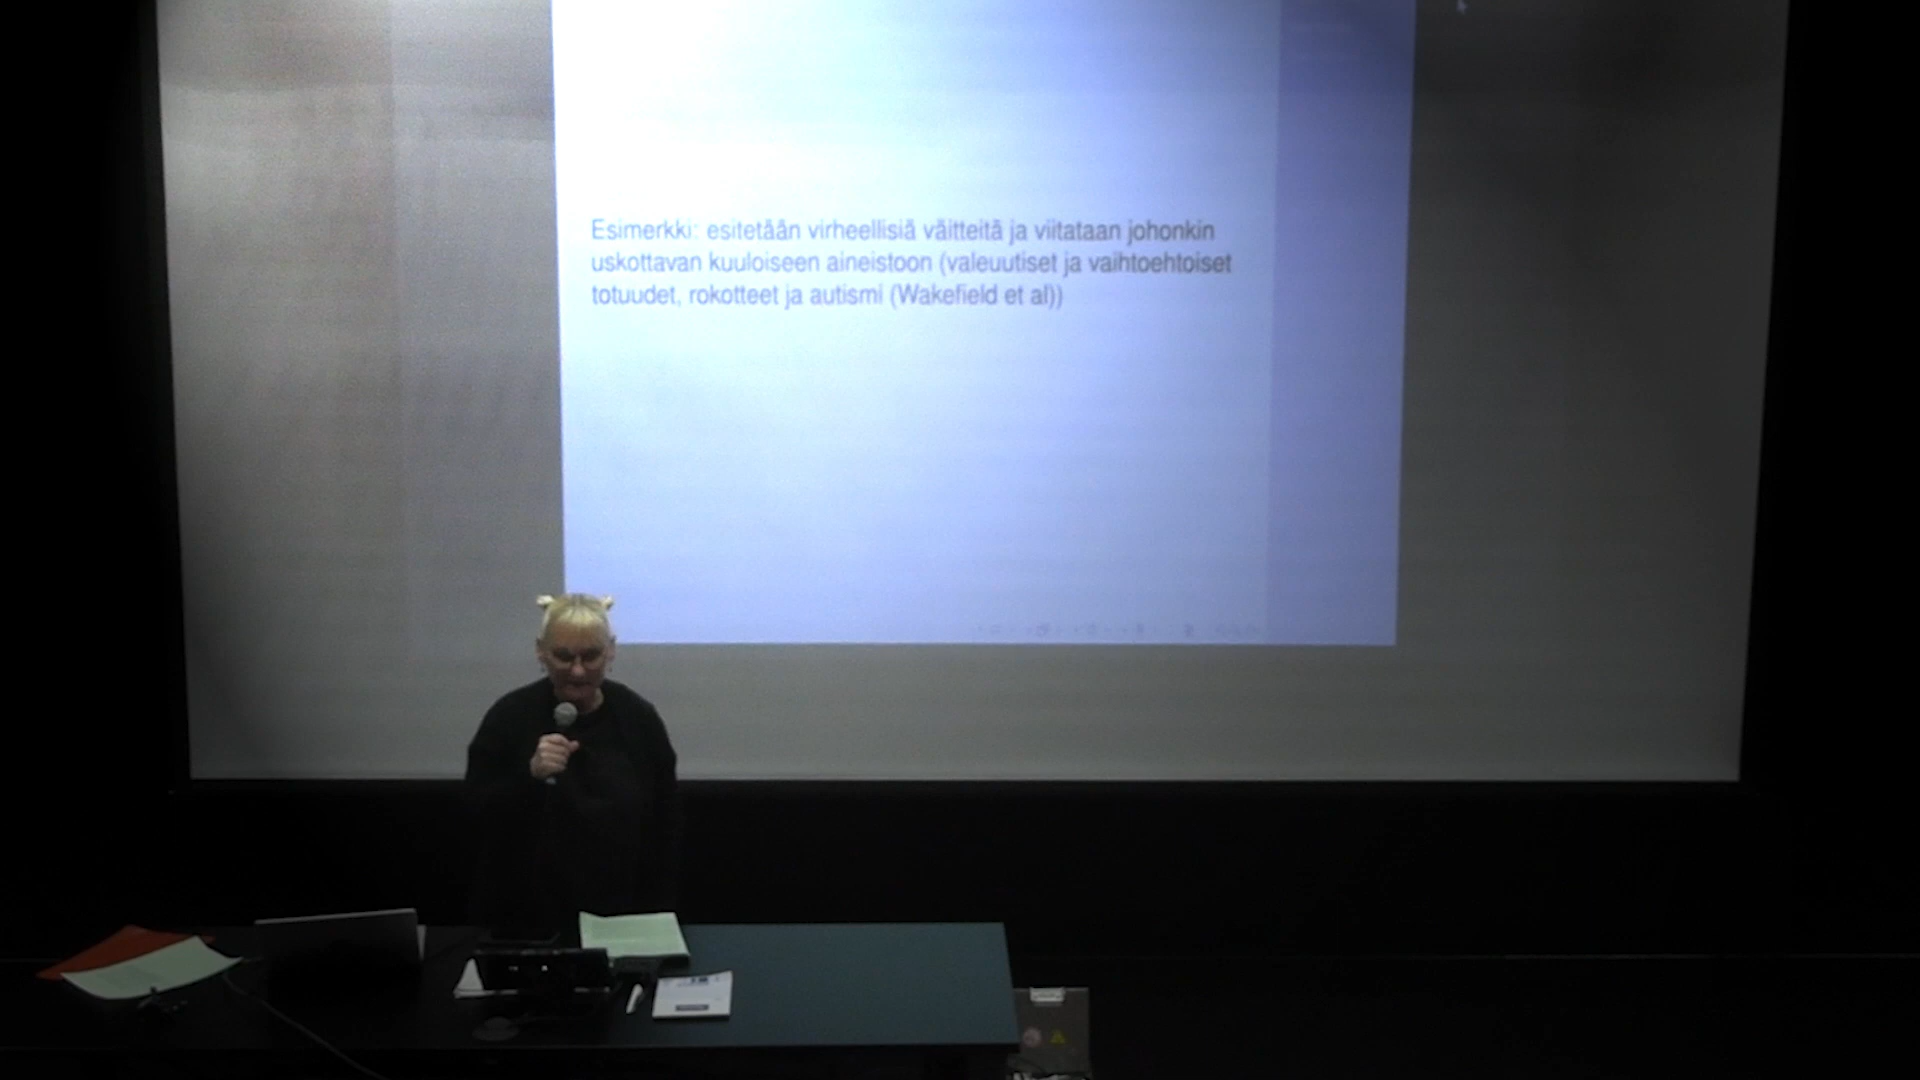 Esimerkki: esitetään virheellisiä väitteitä ja viitataan johonkin
uskottavan kuuloiseen aineistoon (valeuutiset ja vaihtoehtoiset
totuudet, rokotteet ja autismi (Wakefield et al))